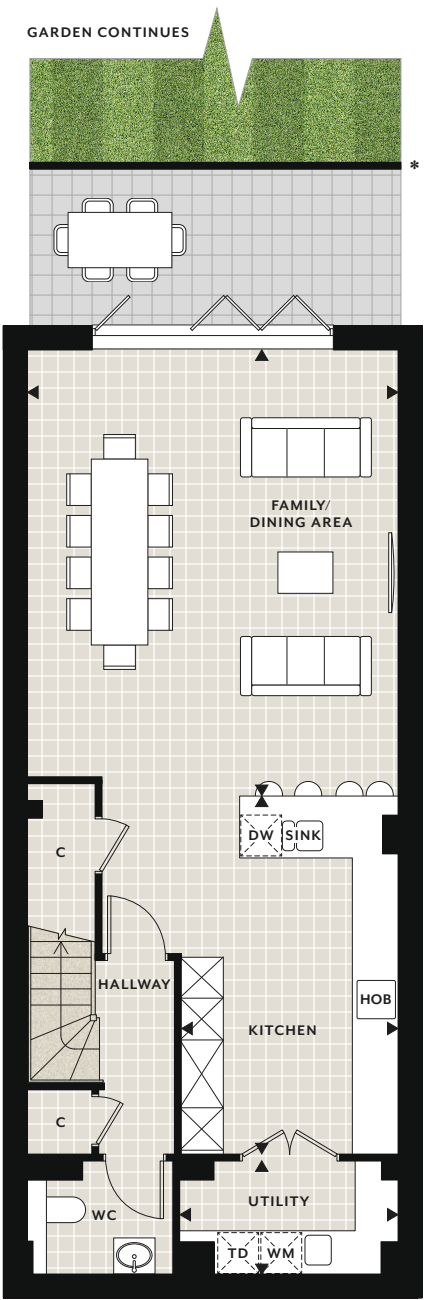 GARDEN CONTINUES
*
FAMILY/
DINING AREA
DW
SINK
C
HALLWAY
HOB
KITCHEN
C
UTILITY
WC
TD
WM